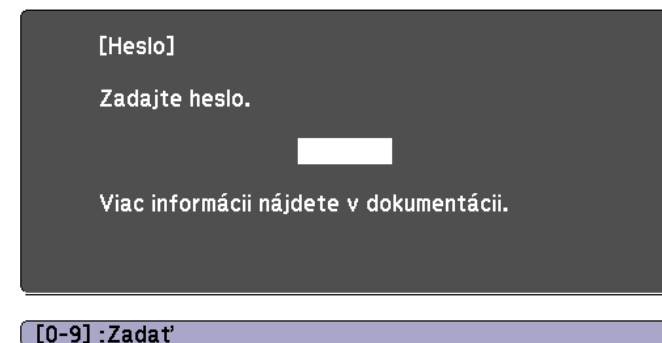 [Heslo]
Zadajte heslo.
Viac informácii nájdete v dokumentácii.
[0-9] :Zadať